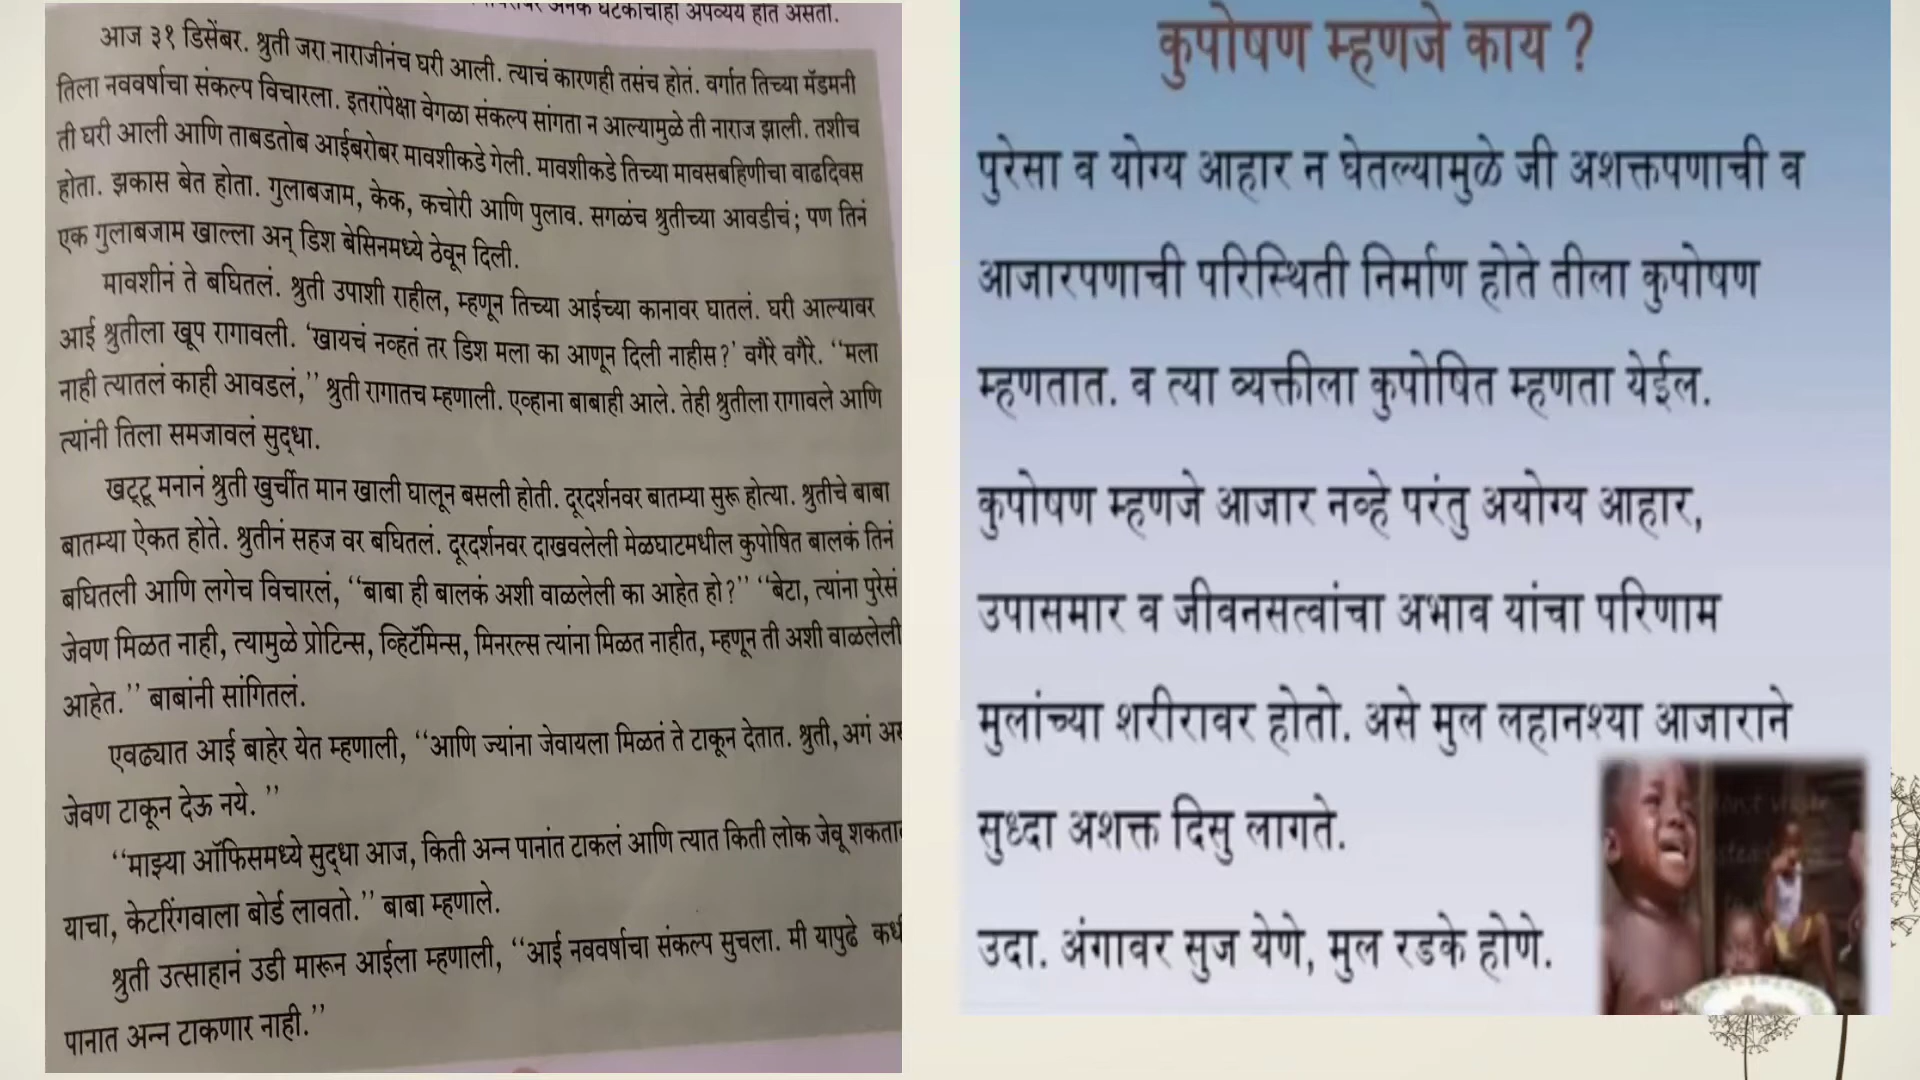 अनेक घटकांचाही अपव्यय होत असतो.
आज ३१ डिसेंबर. श्रुती जरा नाराजीनंच घरी आली. त्याचं कारणही तसंच होतं. वर्गात तिच्या मॅडमनी
तिला नववर्षाचा संकल्प विचारला. इतरांपेक्षा वेगळा संकल्प सांगता न आल्यामुळे ती नाराज झाली. तशीच
ती घरी आली आणि ताबडतोब आईबरोबर मावशीकडे गेली. मावशीकडे तिच्या मावसबहिणीचा वाढदिवस
होता. झकास बेत होता. गुलाबजाम, केक, कचोरी आणि पुलाव. सगळंच श्रुतीच्या आवडीचं; पण तिनं
एक गुलाबजाम खाल्ला अन् डिश बेसिनमध्ये ठेवून दिली.
मावशीनं ते बघितलं. श्रुती उपाशी राहील, म्हणून तिच्या आईच्या कानावर घातलं. घरी आल्यावर
आई श्रुतीला खूप रागावली. ‘खायचं नव्हतं तर डिश मला का आणून दिली नाहीस?’ वगैरे वगैरे. “मला
नाही त्यातलं काही आवडलं,” श्रुती रागातच म्हणाली. एव्हाना बाबाही आले. तेही श्रुतीला रागावले आणि
त्यांनी तिला समजावलं सुद्धा.
खट्टू मनानं श्रुती खुर्चीत मान खाली घालून बसली होती. दूरदर्शनवर बातम्या सुरू होत्या. श्रुतीचे बाबा
बातम्या ऐकत होते. श्रुतीनं सहज वर बघितलं. दूरदर्शनवर दाखवलेली मेळघाटमधील कुपोषित बालकं तिनं
बघितली आणि लगेच विचारलं, “बाबा ही बालकं अशी वाळलेली का आहेत हो?” “बेटा, त्यांना पुरेसं
जेवण मिळत नाही, त्यामुळे प्रोटिन्स, व्हिटॅमिन्स, मिनरल्स त्यांना मिळत नाहीत, म्हणून ती अशी वाळलेली
आहेत.” बाबांनी सांगितलं.
एवढ्यात आई बाहेर येत म्हणाली, “आणि ज्यांना जेवायला मिळतं ते टाकून देतात. श्रुती, अगं
जेवण टाकून देऊ नये.”
“माझ्या ऑफिसमध्ये सुद्धा आज, किती अन्न पानांत टाकलं आणि त्यात किती लोक जेवू
याचा, केटरिंगवाला बोर्ड लावतो.” बाबा म्हणाले.
श्रुती उत्साहानं उडी मारून आईला म्हणाली, “आई नववर्षाचा संकल्प सुचला. मी यापुढे
पानात अन्न टाकणार नाही.”
कुपोषण म्हणजे काय ?
पुरेसा व योग्य आहार न घेतल्यामुळे जी अशक्तपणाची व
आजारपणाची परिस्थिती निर्माण होते तीला कुपोषण
म्हणतात. व त्या व्यक्तीला कुपोषित म्हणता येईल.
कुपोषण म्हणजे आजार नव्हे परंतु अयोग्य आहार,
उपासमार व जीवनसत्वांचा अभाव यांचा परिणाम
मुलांच्या शरीरावर होतो. असे मुल लहानश्या आजाराने
सुध्दा अशक्त दिसु लागते.
उदा. अंगावर सुज येणे, मुल रडके होणे.